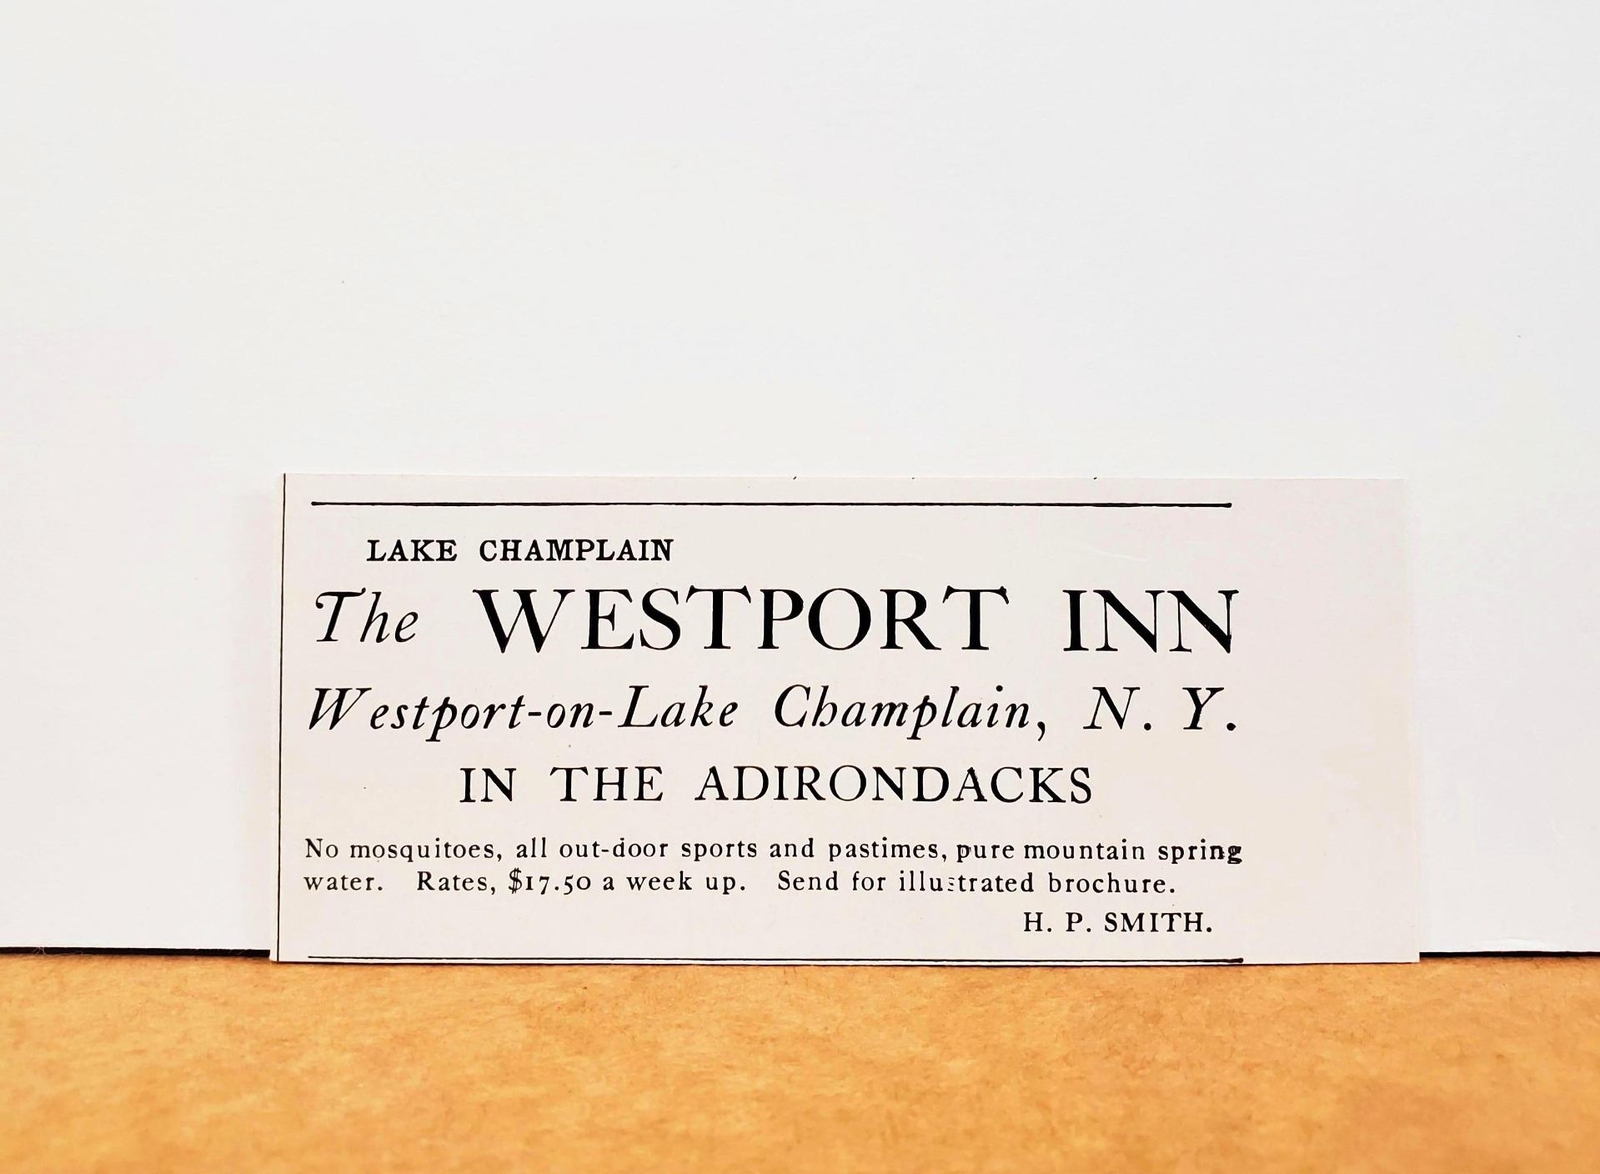 LAKE CHAMPLAIN
The WESTPORT INN
Westport-on-Lake Champlain, N. Y.
IN THE ADIRONDACKS
No mosquitoes, all out-door sports and pastimes, pure mountain spring
water. Rates, $17.50 a week up. Send for illustrated brochure.
H. P. SMITH.